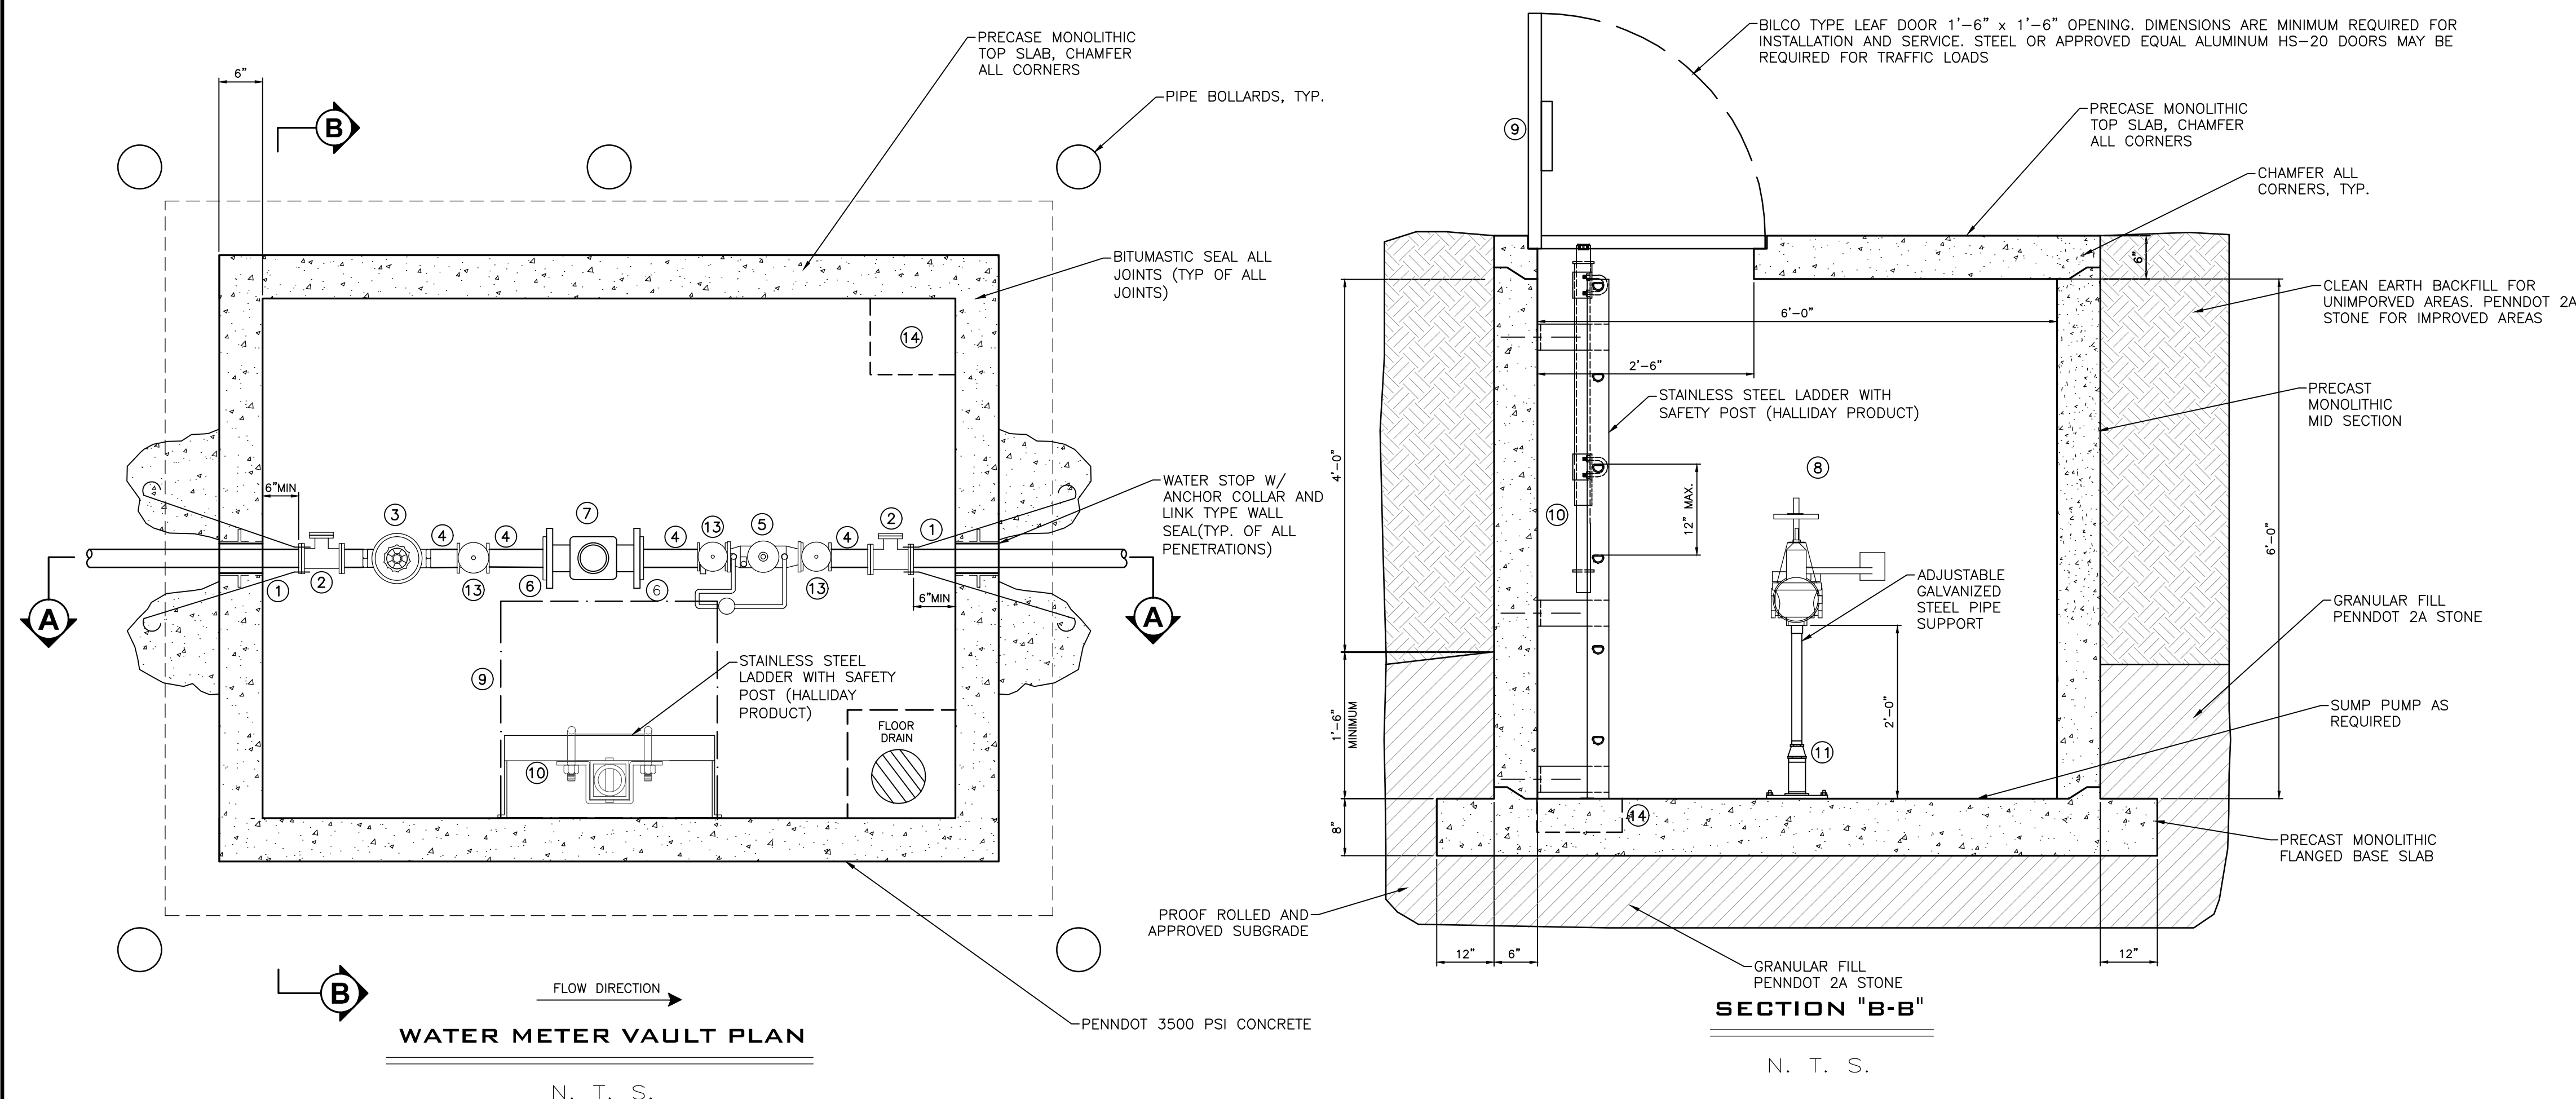 PRECASE MONOLITHIC
TOP SLAB, CHAMFER
ALL CORNERS
6"
B
PIPE BOLLARDS, TYP.
BITUMASTIC SEAL ALL
JOINTS (TYP OF ALL
JOINTS)
14
6"MIN
WATER STOP W/
ANCHOR COLLAR AND
LINK TYPE WALL
SEAL(TYP. OF ALL
PENETRATIONS)
3
4
4
7
4
13
5
4
2
1
1
2
13
6
6
13
6"MIN
A
A
9
STAINLESS STEEL
LADDER WITH SAFETY
POST (HALLIDAY
PRODUCT)
FLOOR
DRAIN
10
B
FLOW DIRECTION
PENNDOT 3500 PSI CONCRETE
WATER METER VAULT PLAN
N. T. S.
BILCO TYPE LEAF DOOR 1'-6" x 1'-6" OPENING. DIMENSIONS ARE MINIMUM REQUIRED FOR
INSTALLATION AND SERVICE. STEEL OR APPROVED EQUAL ALUMINUM HS-20 DOORS MAY BE
REQUIRED FOR TRAFFIC LOADS
9
PRECASE MONOLITHIC
TOP SLAB, CHAMFER
ALL CORNERS
CHAMFER ALL
CORNERS, TYP.
6"
CLEAN EARTH BACKFILL FOR
UNIMPORVED AREAS. PENNDOT 2A
STONE FOR IMPROVED AREAS
6'-0"
2'-6"
STAINLESS STEEL LADDER WITH
SAFETY POST (HALLIDAY PRODUCT)
PRECAST
MONOLITHIC
MID SECTION
4'-0"
8
12" MAX.
10
6'-0"
ADJUSTABLE
GALVANIZED
STEEL PIPE
SUPPORT
GRANULAR FILL
PENNDOT 2A STONE
1'-6"
MINIMUM
2'-0"
SUMP PUMP AS
REQUIRED
11
8"
14
PRECAST MONOLITHIC
FLANGED BASE SLAB
PROOF ROLLED AND
APPROVED SUBGRADE
12"
6"
12"
GRANULAR FILL
PENNDOT 2A STONE
SECTION "B-B"
N. T. S.